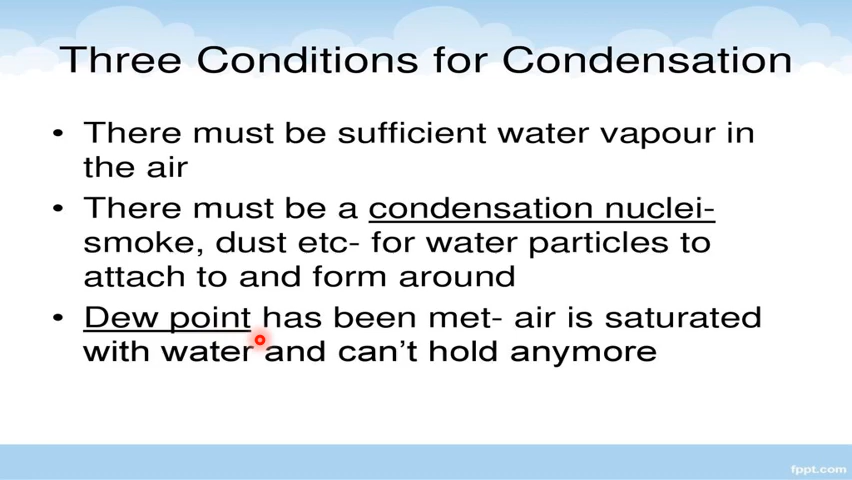 Three Conditions for Condensation
• There must be sufficient water vapour in
the air
• There must be a condensation nuclei-
smoke, dust etc- for water particles to
attach to and form around
• Dew point has been met- air is saturated
with water and can't hold anymore
fppt.com